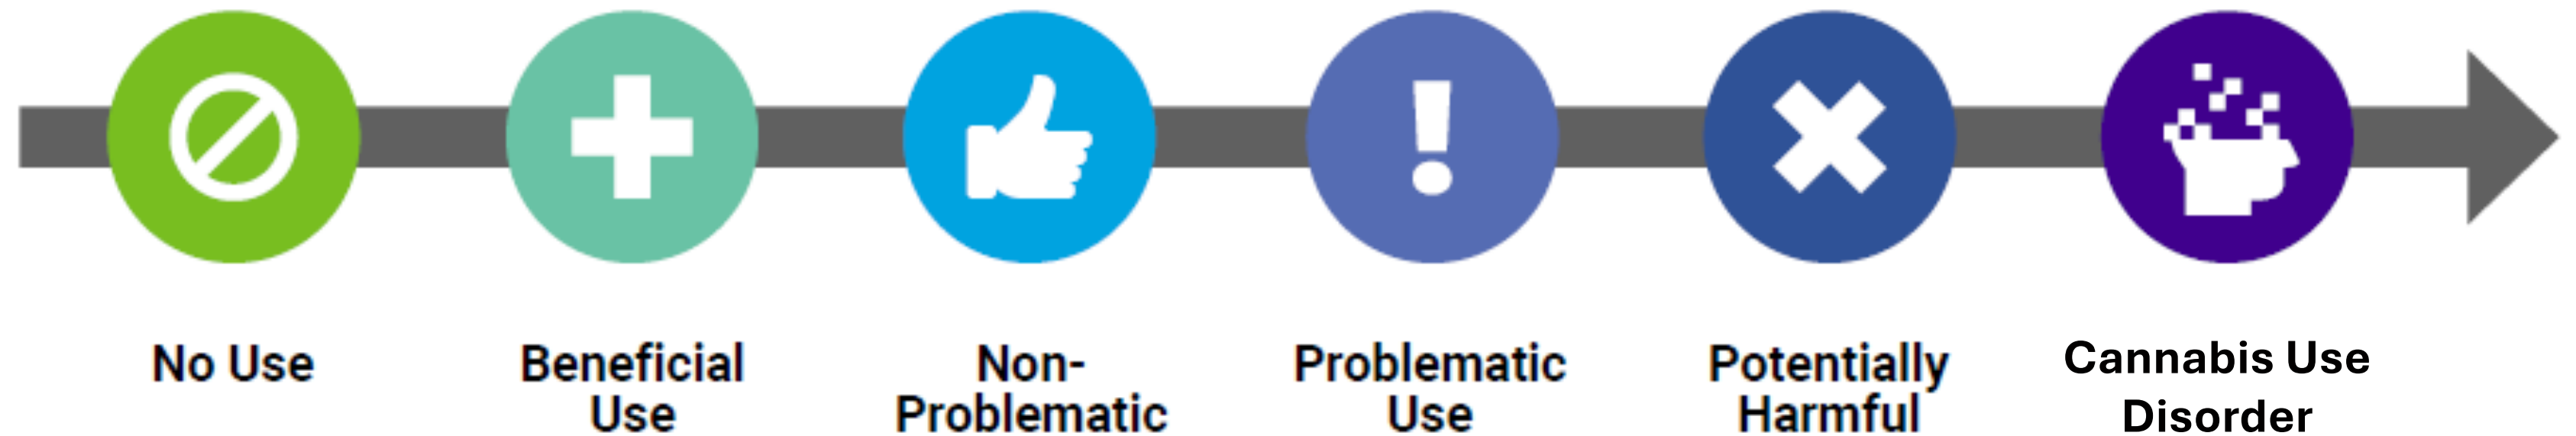 No Use
Beneficial
Use
Non-
Problematic
Problematic
Use
Potentially
Harmful
Cannabis Use
Disorder